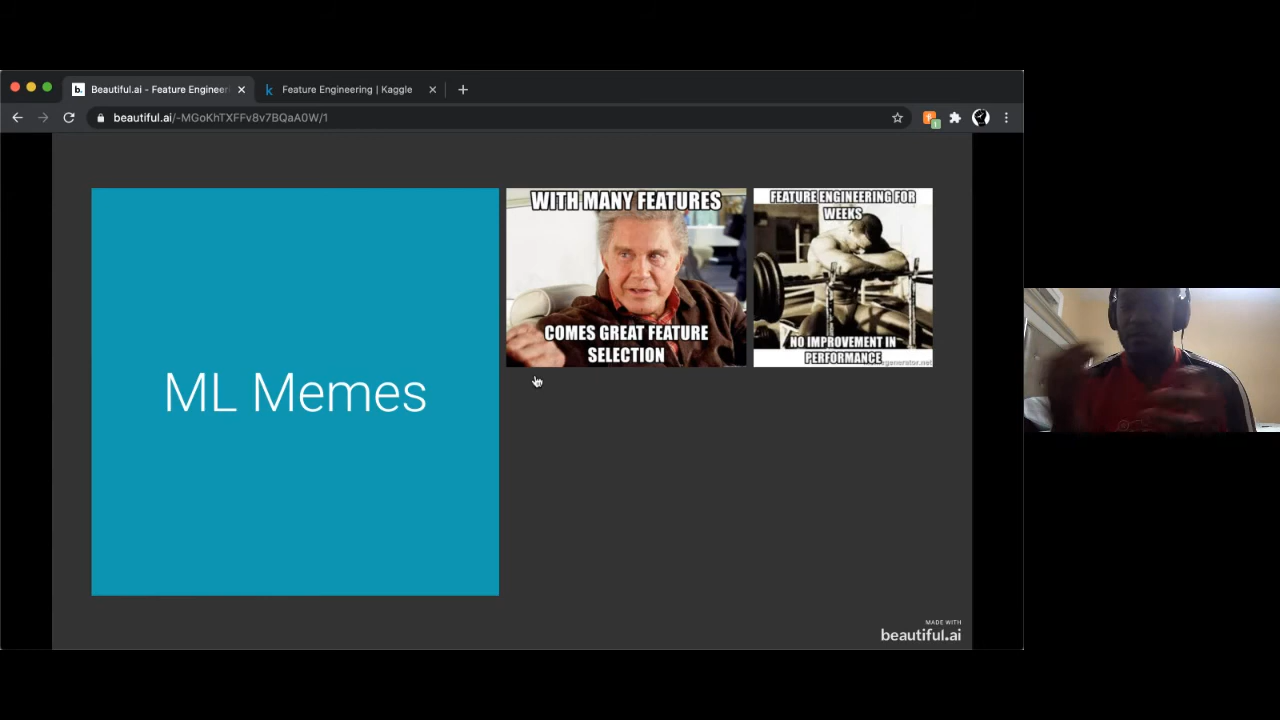 b. Beautiful.ai - Feature Engineer
k Feature Engineering | Kaggle
beautiful.ai/-MGoKhTXFFv8v7BQaA0W/1
ML Memes
WITH MANY FEATURES
COMES GREAT FEATURE
SELECTION
FEATURE ENGINEERING FOR
WEEKS
NO IMPROVEMENT IN
PERFORMANCE
MADE WITH
beautiful.ai